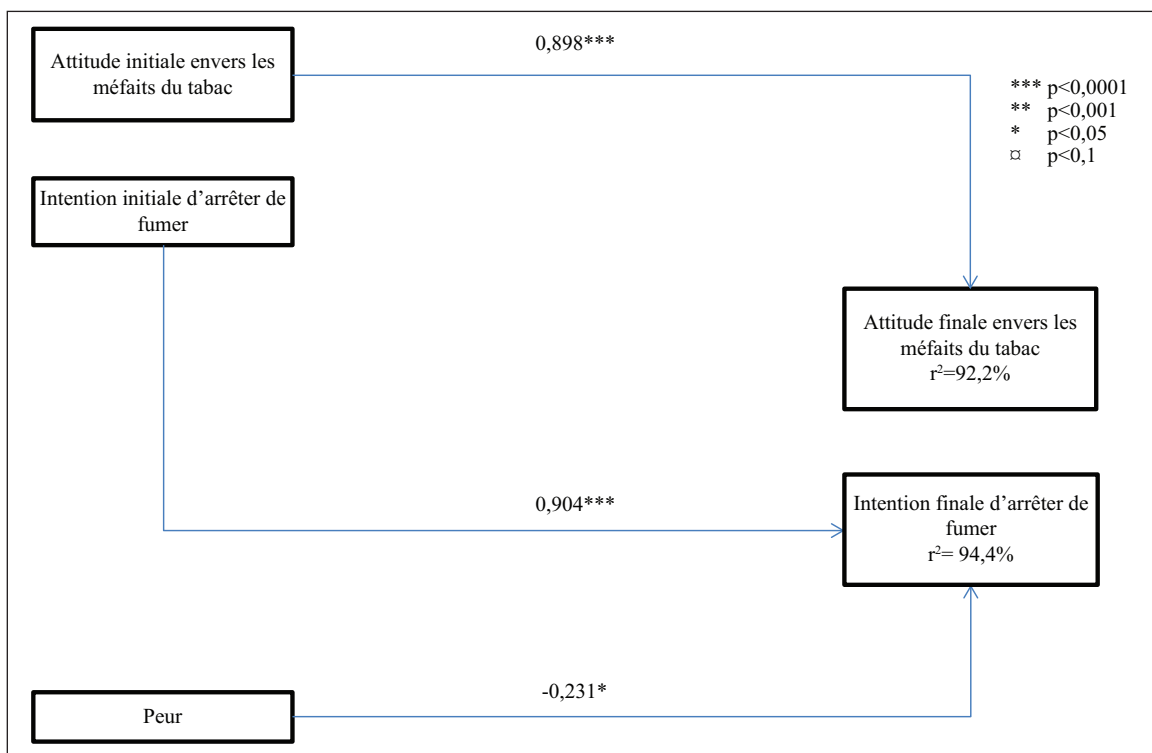 Attitude initiale envers les
méfaits du tabac
0,898***
*** p<0,0001
** p<0,001
* p<0,05
¤ p<0,1
Intention initiale d’arrêter de
fumer
Attitude finale envers les
méfaits du tabac
r²=92,2%
0,904***
Intention finale d’arrêter de
fumer
r²= 94,4%
-0,231*
Peur